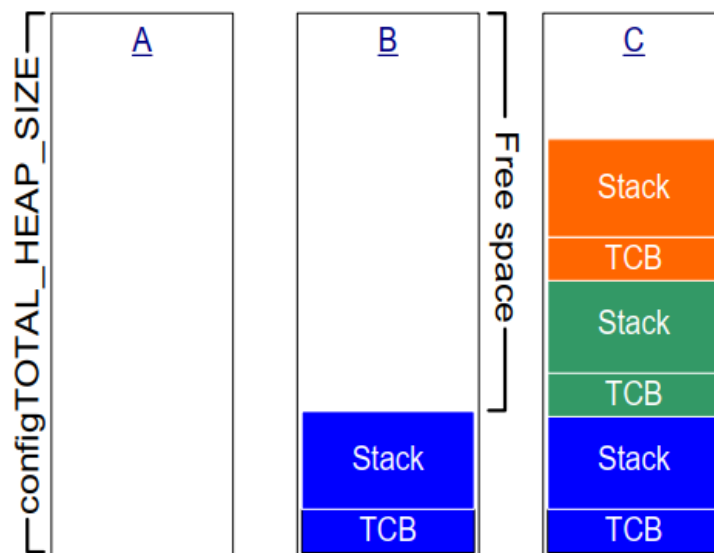 configTOTAL_HEAP_SIZE
A
B
Free space
C
Stack
TCB
Stack
TCB
Stack
TCB
Stack
TCB